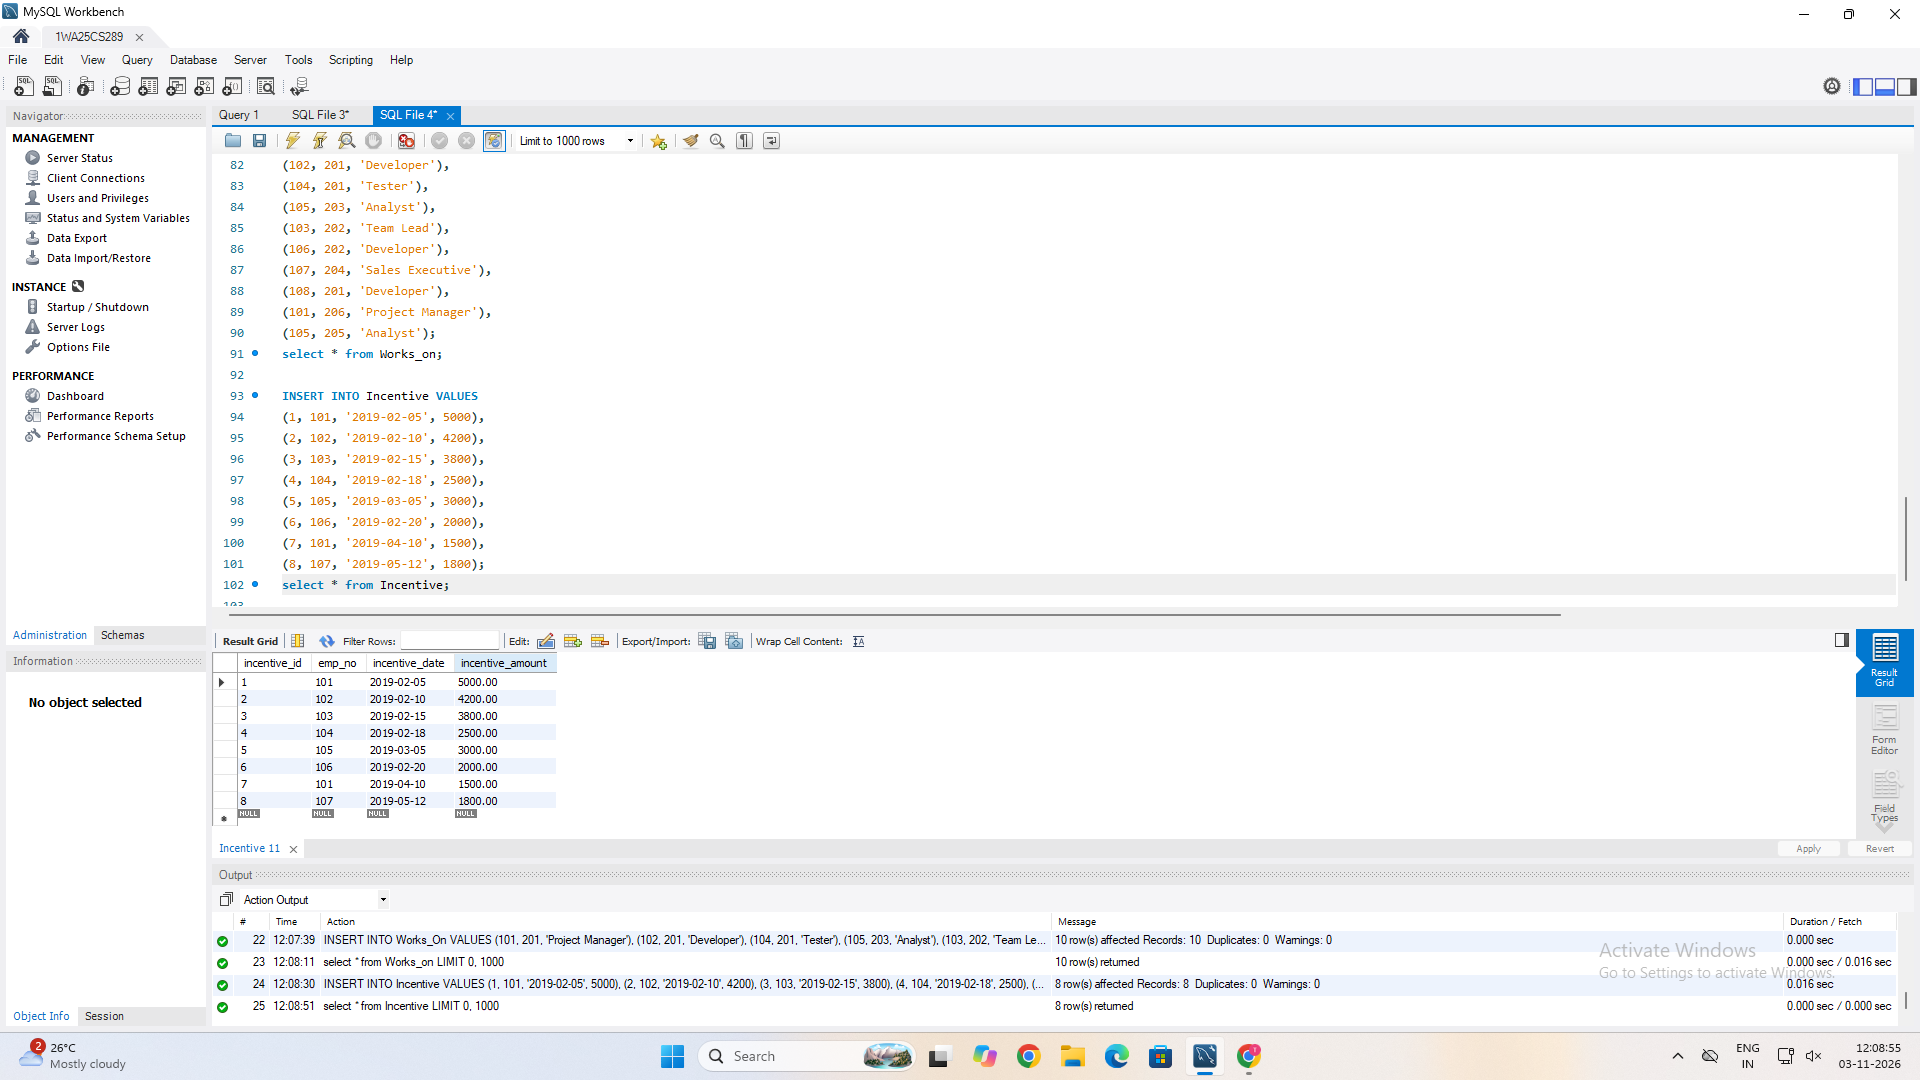 MySQL Workbench
1WA25CS289
File Edit View Query Database Server Tools Scripting Help
Navigator
MANAGEMENT
Server Status
Client Connections
Users and Privileges
Status and System Variables
Data Export
Data Import/Restore
INSTANCE
Startup / Shutdown
Server Logs
Options File
PERFORMANCE
Dashboard
Performance Reports
Performance Schema Setup
Administration Schemas
Information
No object selected
Object Info Session
Query 1 SQL File 3* SQL File 4*
Limit to 1000 rows
82 (102, 201, 'Developer'),
83 (104, 201, 'Tester'),
84 (105, 203, 'Analyst'),
85 (103, 202, 'Team Lead'),
86 (106, 202, 'Developer'),
87 (107, 204, 'Sales Executive'),
88 (108, 201, 'Developer'),
89 (101, 206, 'Project Manager'),
90 (105, 205, 'Analyst');
91 select * from Works_on;
92
93 INSERT INTO Incentive VALUES
94 (1, 101, '2019-02-05', 5000),
95 (2, 102, '2019-02-10', 4200),
96 (3, 103, '2019-02-15', 3800),
97 (4, 104, '2019-02-18', 2500),
98 (5, 105, '2019-03-05', 3000),
99 (6, 106, '2019-02-20', 2000),
100 (7, 101, '2019-04-10', 1500),
101 (8, 107, '2019-05-12', 1800);
102 select * from Incentive;
103
Result Grid Filter Rows: Edit: Export/Import: Wrap Cell Content:
incentive_id emp_no incentive_date incentive_amount
1 101 2019-02-05 5000.00
2 102 2019-02-10 4200.00
3 103 2019-02-15 3800.00
4 104 2019-02-18 2500.00
5 105 2019-03-05 3000.00
6 106 2019-02-20 2000.00
7 101 2019-04-10 1500.00
8 107 2019-05-12 1800.00
NULL NULL NULL NULL
Result
Grid
Form
Editor
Field
Types
Incentive 11
Apply Revert
Output
Action Output
# Time Action Message Duration / Fetch
22 12:07:39 INSERT INTO Works_On VALUES (101, 201, 'Project Manager'), (102, 201, 'Developer'), (104, 201, 'Tester'), (105, 203, 'Analyst'), (103, 202, 'Team Le... 10 row(s) affected Records: 10 Duplicates: 0 Warnings: 0 0.000 sec
23 12:08:11 select * from Works_on LIMIT 0, 1000 10 row(s) returned 0.000 sec / 0.016 sec
24 12:08:30 INSERT INTO Incentive VALUES (1, 101, '2019-02-05', 5000), (2, 102, '2019-02-10', 4200), (3, 103, '2019-02-15', 3800), (4, 104, '2019-02-18', 2500), (... 8 row(s) affected Records: 8 Duplicates: 0 Warnings: 0 0.016 sec
25 12:08:51 select * from Incentive LIMIT 0, 1000 8 row(s) returned 0.000 sec / 0.000 sec
Activate Windows
Go to Settings to activate Windows.
2
26°C
Mostly cloudy
Search
ENG
IN
12:08:55
03-11-2026